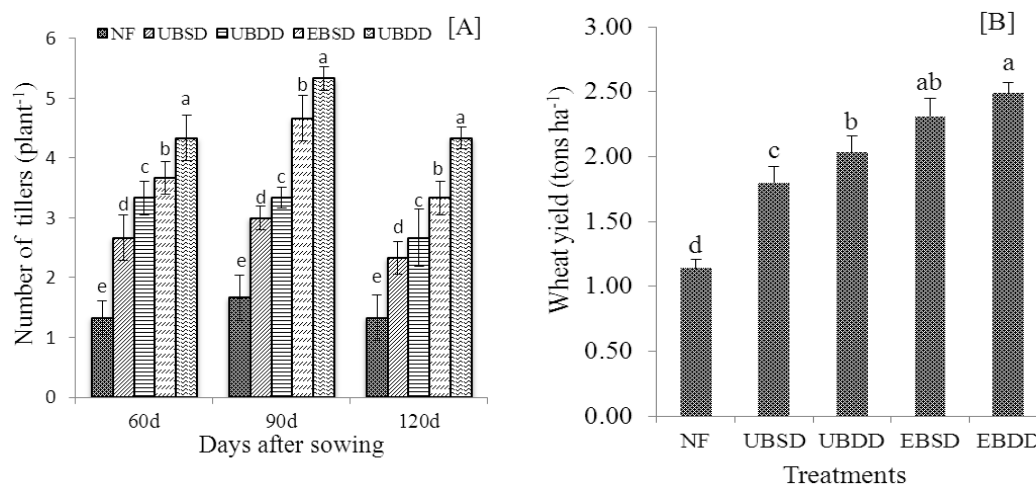 [A]
NF UBSD UBDD EBSD UBDD
Number of tillers (plant⁻¹)
6
5
4
3
2
1
0
e d c b a
e d c b a
e d c b a
60d 90d 120d
Days after sowing
[B]
Wheat yield (tons ha⁻¹)
3.00
2.50
2.00
1.50
1.00
0.50
0.00
d c b ab a
NF UBSD UBDD EBSD EBDD
Treatments